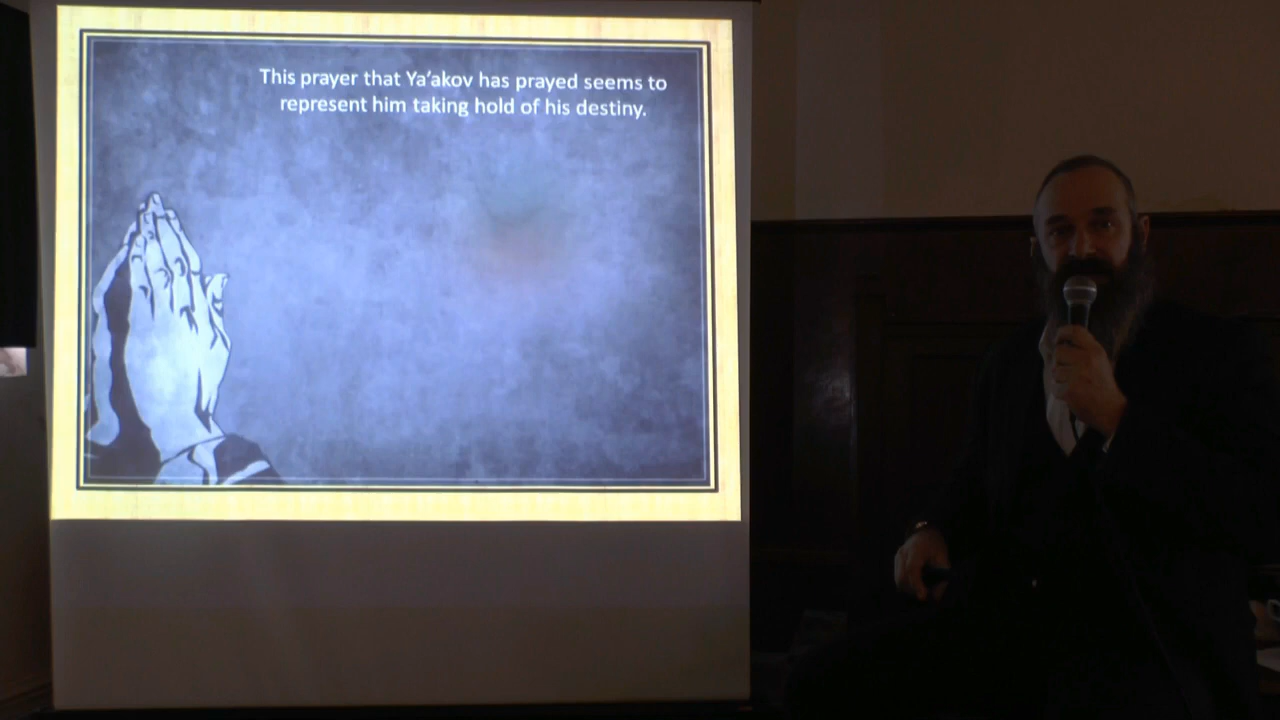 This prayer that Ya’akov has prayed seems to
represent him taking hold of his destiny.